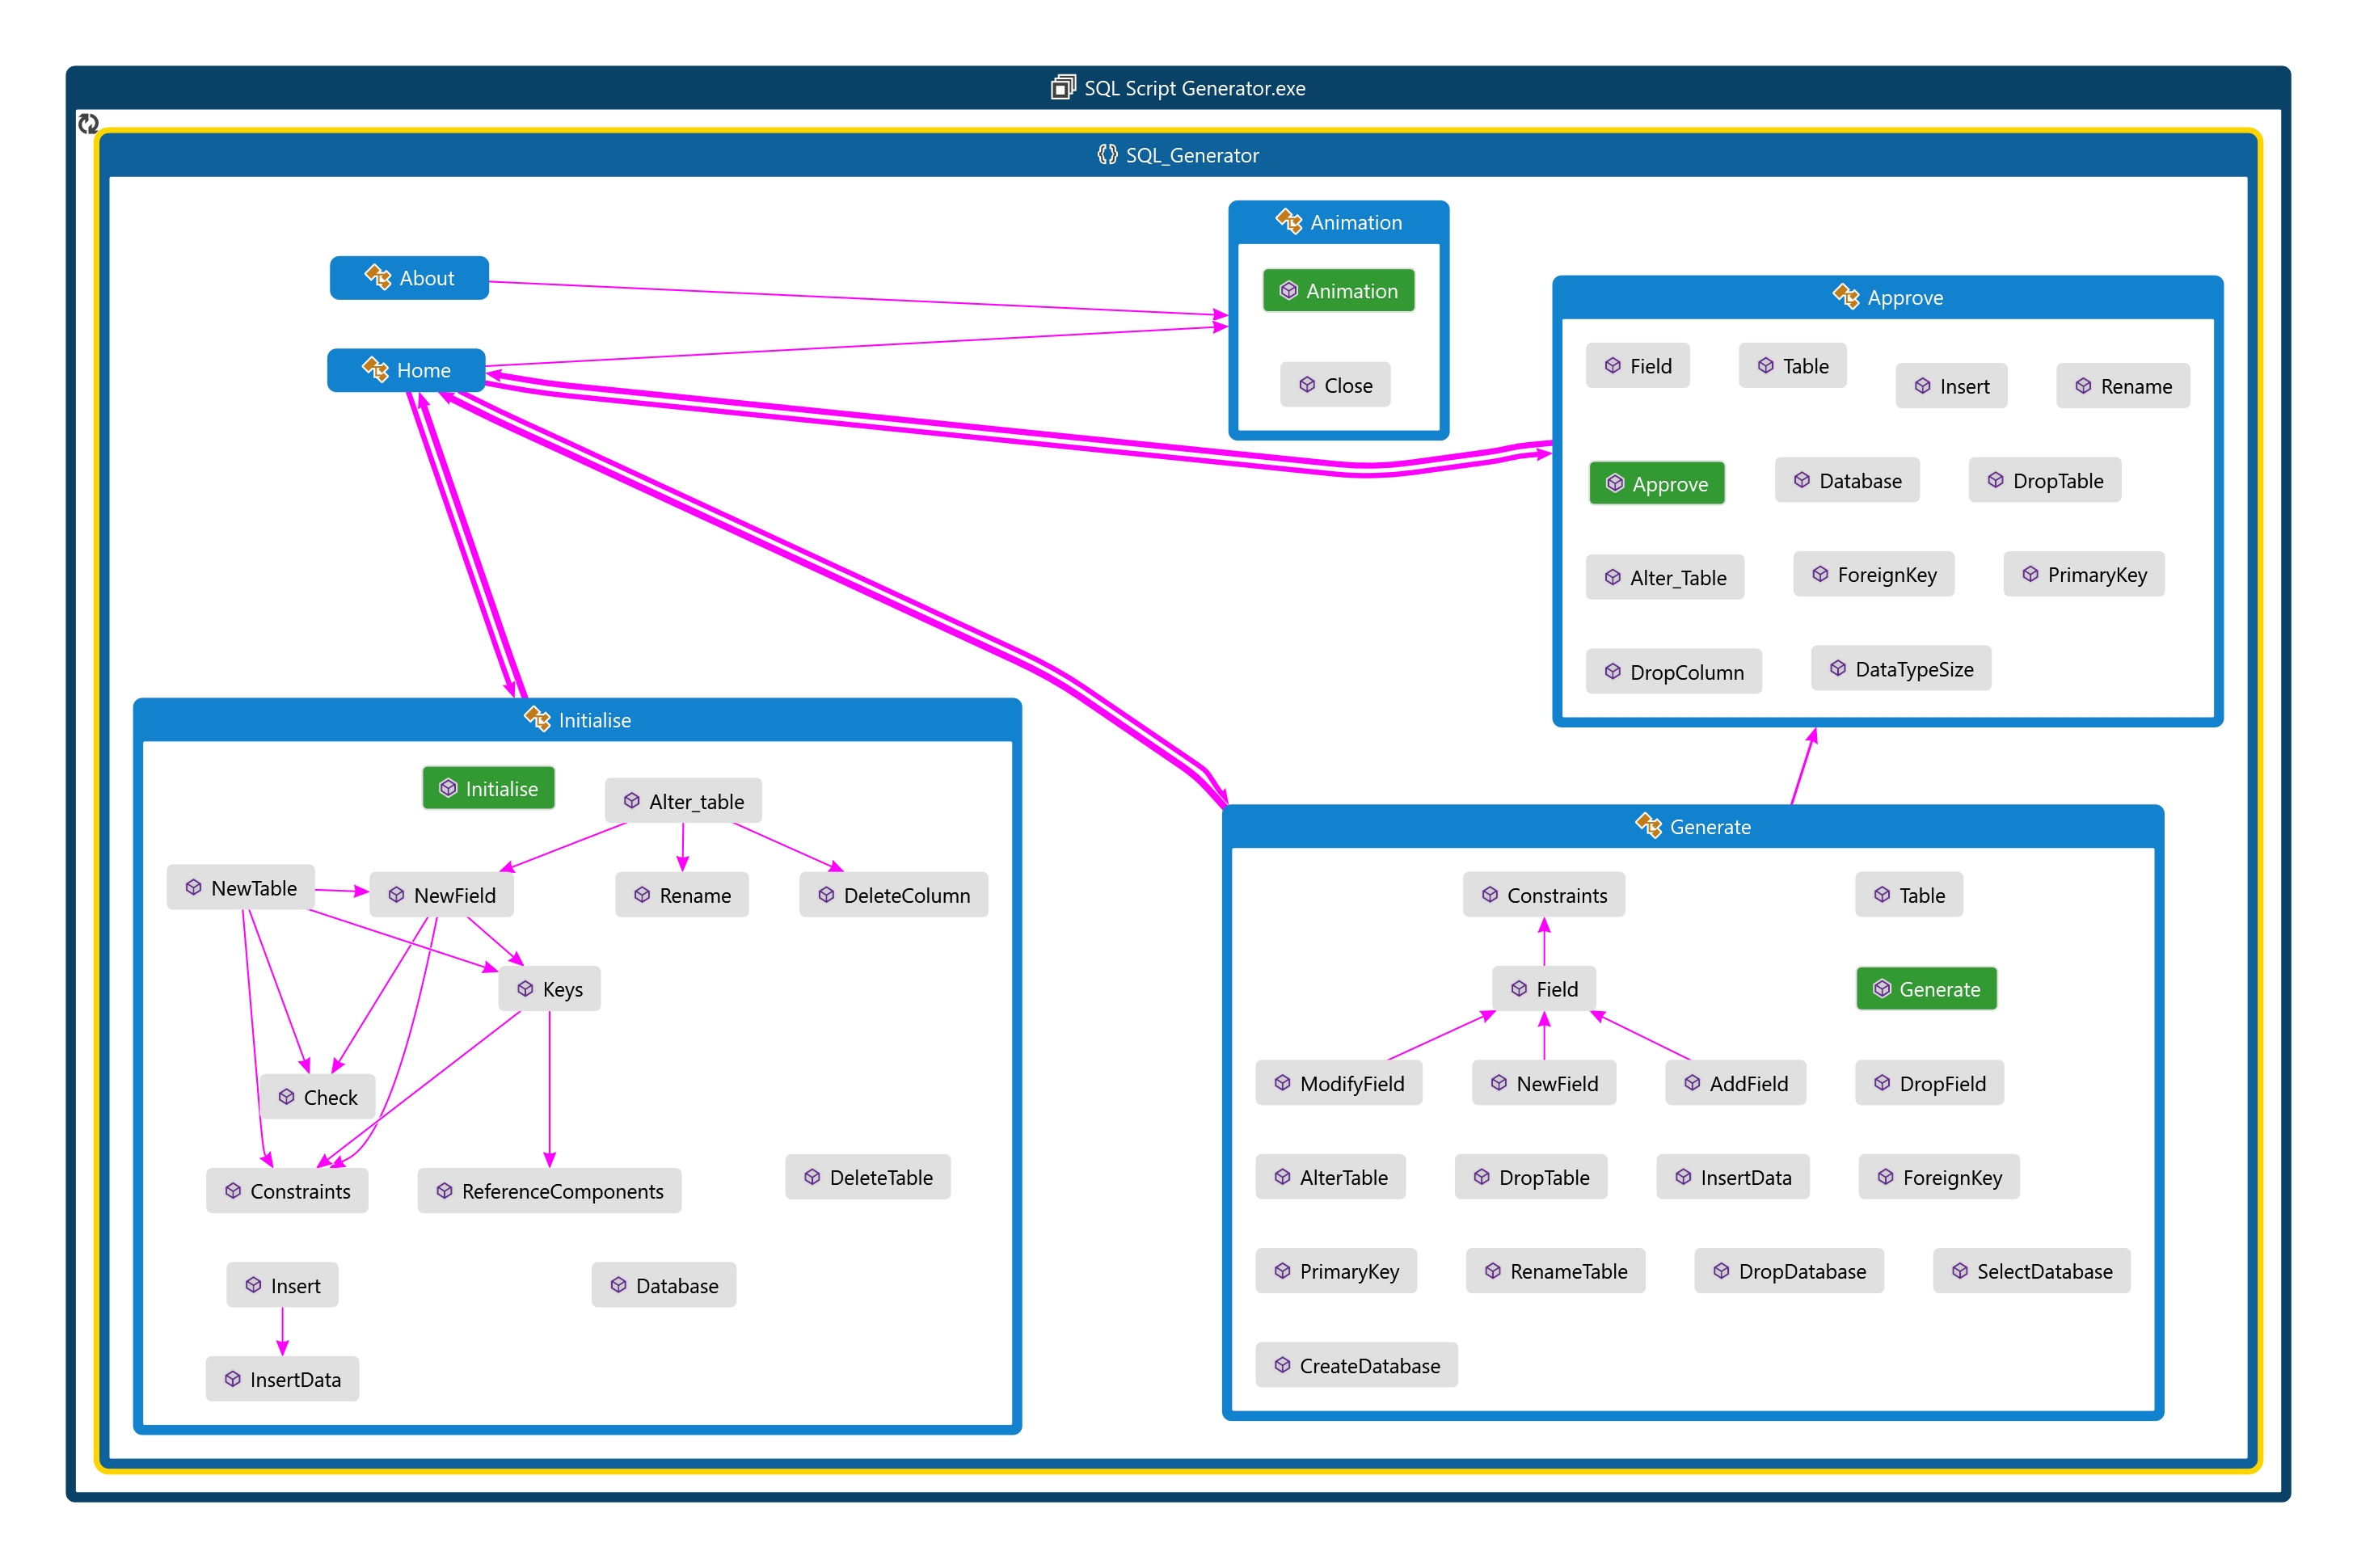 SQL Script Generator.exe
SQL_Generator
About
Home
Animation
Animation
Close
Approve
Field
Table
Insert
Rename
Approve
Database
DropTable
Alter_Table
ForeignKey
PrimaryKey
DropColumn
DataTypeSize
Initialise
Initialise
Alter_table
NewTable
NewField
Rename
DeleteColumn
Keys
Check
Constraints
ReferenceComponents
DeleteTable
Insert
Database
InsertData
Generate
Constraints
Table
Field
Generate
ModifyField
NewField
AddField
DropField
AlterTable
DropTable
InsertData
ForeignKey
PrimaryKey
RenameTable
DropDatabase
SelectDatabase
CreateDatabase